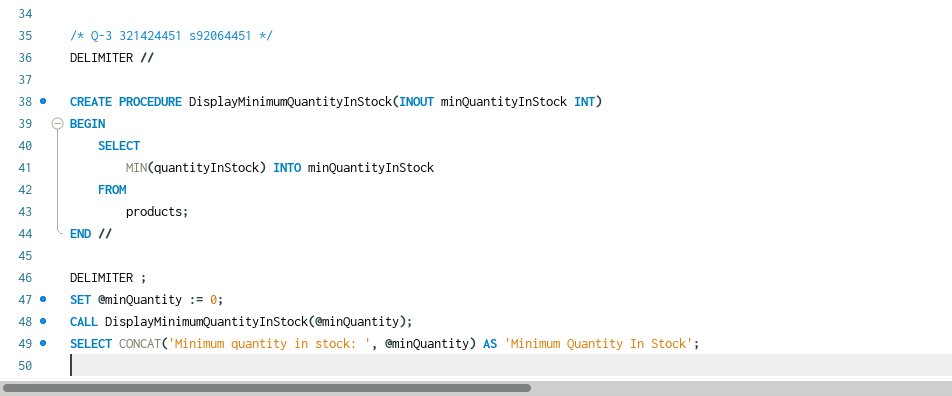 34
35 /* Q-3 321424451 s92064451 */
36 DELIMITER //
37
38 CREATE PROCEDURE DisplayMinimumQuantityInStock(INOUT minQuantityInStock INT)
39 BEGIN
40 SELECT
41 MIN(quantityInStock) INTO minQuantityInStock
42 FROM
43 products;
44 END //
45
46 DELIMITER ;
47 SET @minQuantity := 0;
48 CALL DisplayMinimumQuantityInStock(@minQuantity);
49 SELECT CONCAT('Minimum quantity in stock: ', @minQuantity) AS 'Minimum Quantity In Stock';
50